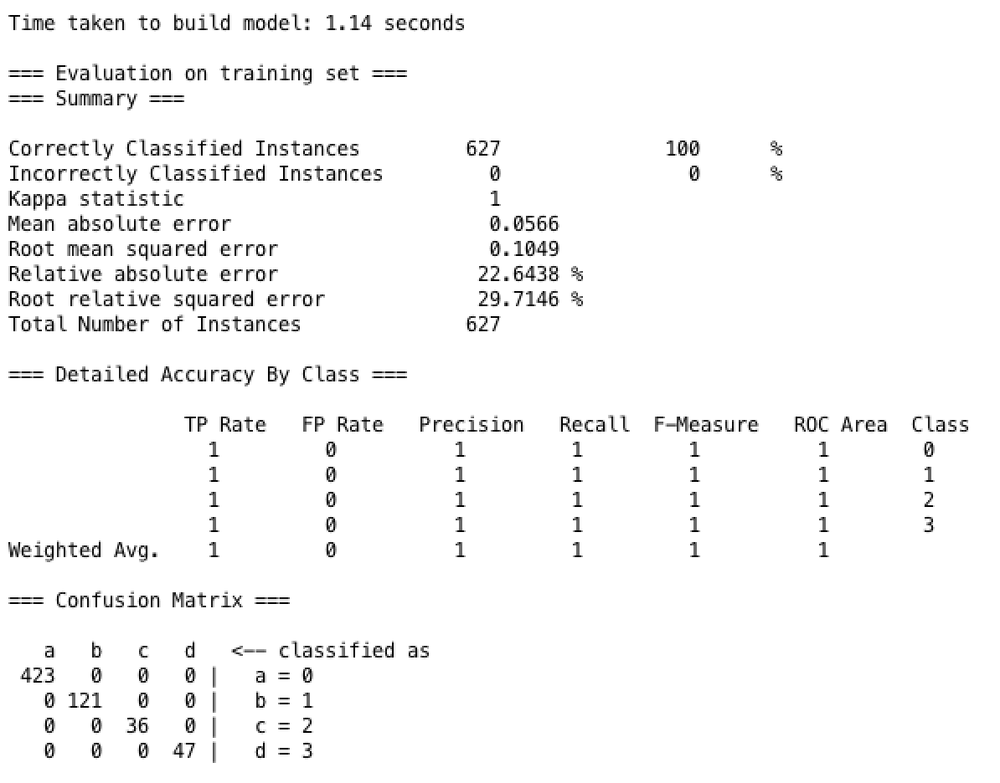 Time taken to build model: 1.14 seconds
=== Evaluation on training set ===
=== Summary ===
Correctly Classified Instances 627 100 %
Incorrectly Classified Instances 0 0 %
Kappa statistic 1
Mean absolute error 0.0566
Root mean squared error 0.1049
Relative absolute error 22.6438 %
Root relative squared error 29.7146 %
Total Number of Instances 627
=== Detailed Accuracy By Class ===
TP Rate FP Rate Precision Recall F-Measure ROC Area Class
1 0 1 1 1 1 0
1 0 1 1 1 1 1
1 0 1 1 1 1 2
1 0 1 1 1 1 3
Weighted Avg. 1 0 1 1 1 1
=== Confusion Matrix ===
a b c d <-- classified as
423 0 0 0 | a = 0
0 121 0 0 | b = 1
0 0 36 0 | c = 2
0 0 0 47 | d = 3